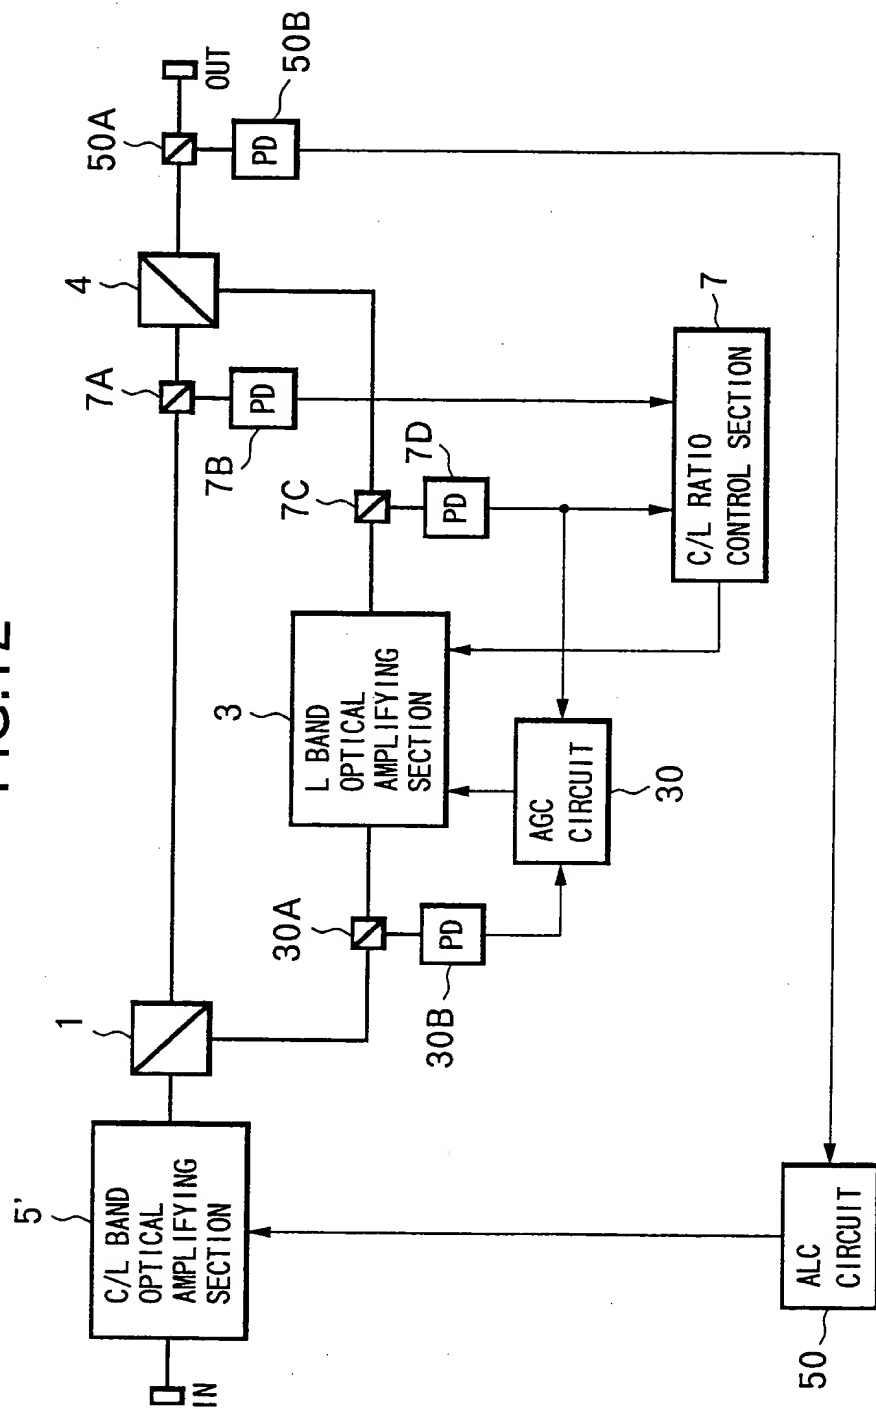 FIG.12
50A
OUT
50B
PD
4
7A
PD
7B
7
7C
7D
PD
C/L RATIO
CONTROL SECTION
3
L BAND
OPTICAL
AMPLIFYING
SECTION
AGC
CIRCUIT
30
30A
PD
30B
1
5'
C/L BAND
OPTICAL
AMPLIFYING
SECTION
IN
ALC
CIRCUIT
50